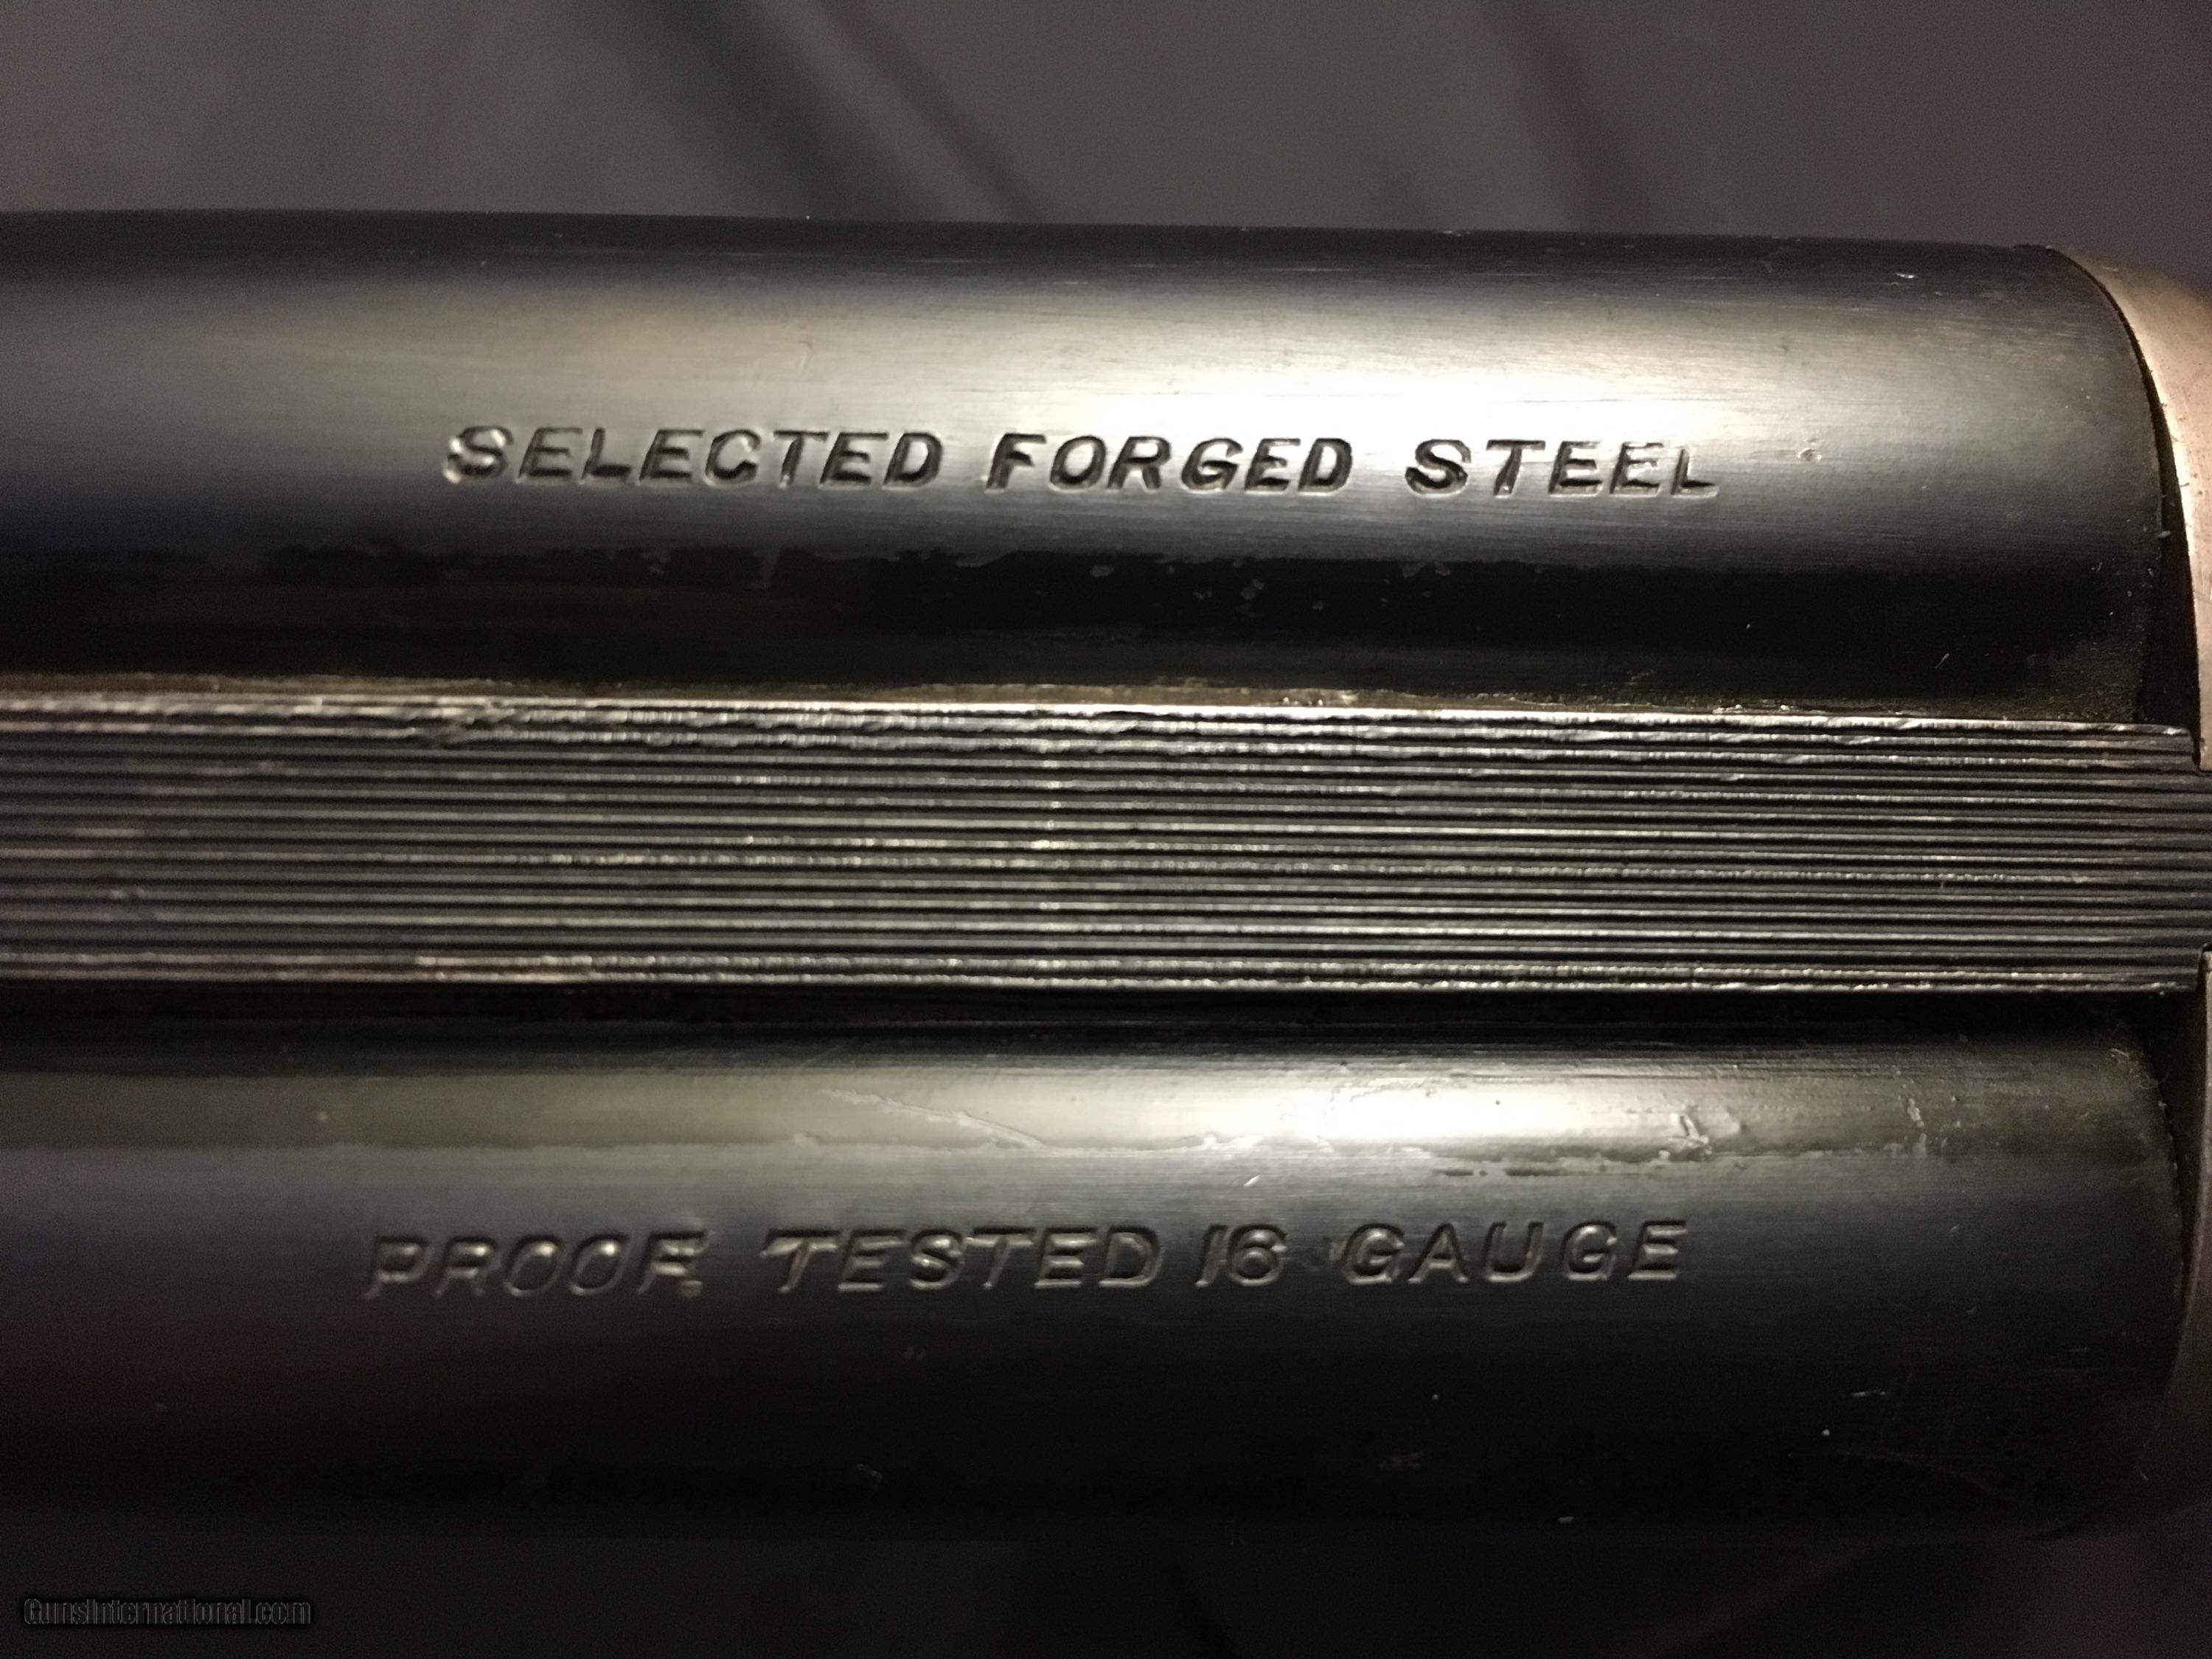 SELECTED FORGED STEEL
PROOF TESTED 16 GAUGE
GunsInternational.com